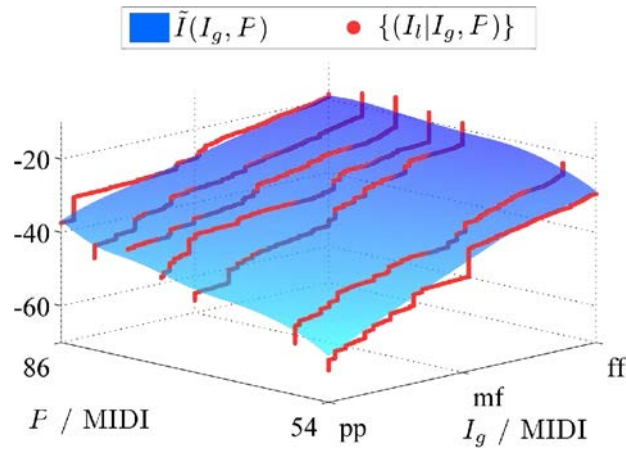 Ĩ(I_g, P) {(I_l|I_g, P)}
-20
-40
-60
86
54
pp
mf
ff
P / MIDI
I_g / MIDI